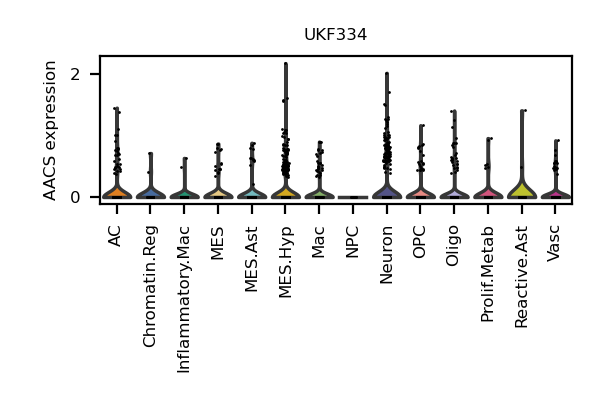 UKF334
AACS expression
2
0
AC
Chromatin.Reg
Inflammatory.Mac
MES
MES.Ast
MES.Hyp
Mac
NPC
Neuron
OPC
Oligo
Prolif.Metab
Reactive.Ast
Vasc